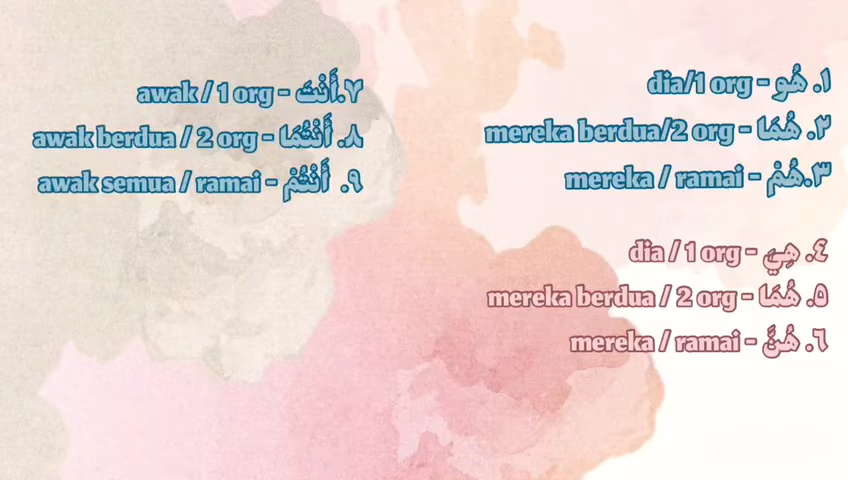 ١. هُو - dia/1 org
٢. هُمَا - mereka berdua/2 org
٣.هُمْ - mereka / ramai
٤. هِيَ - dia / 1 org
٥. هُمَا - mereka berdua / 2 org
٦. هُنَّ - mereka / ramai
٧.أَنْتَ - awak / 1 org
٨. أَنْتُمَا - awak berdua / 2 org
٩. أَنْتُمْ - awak semua / ramai